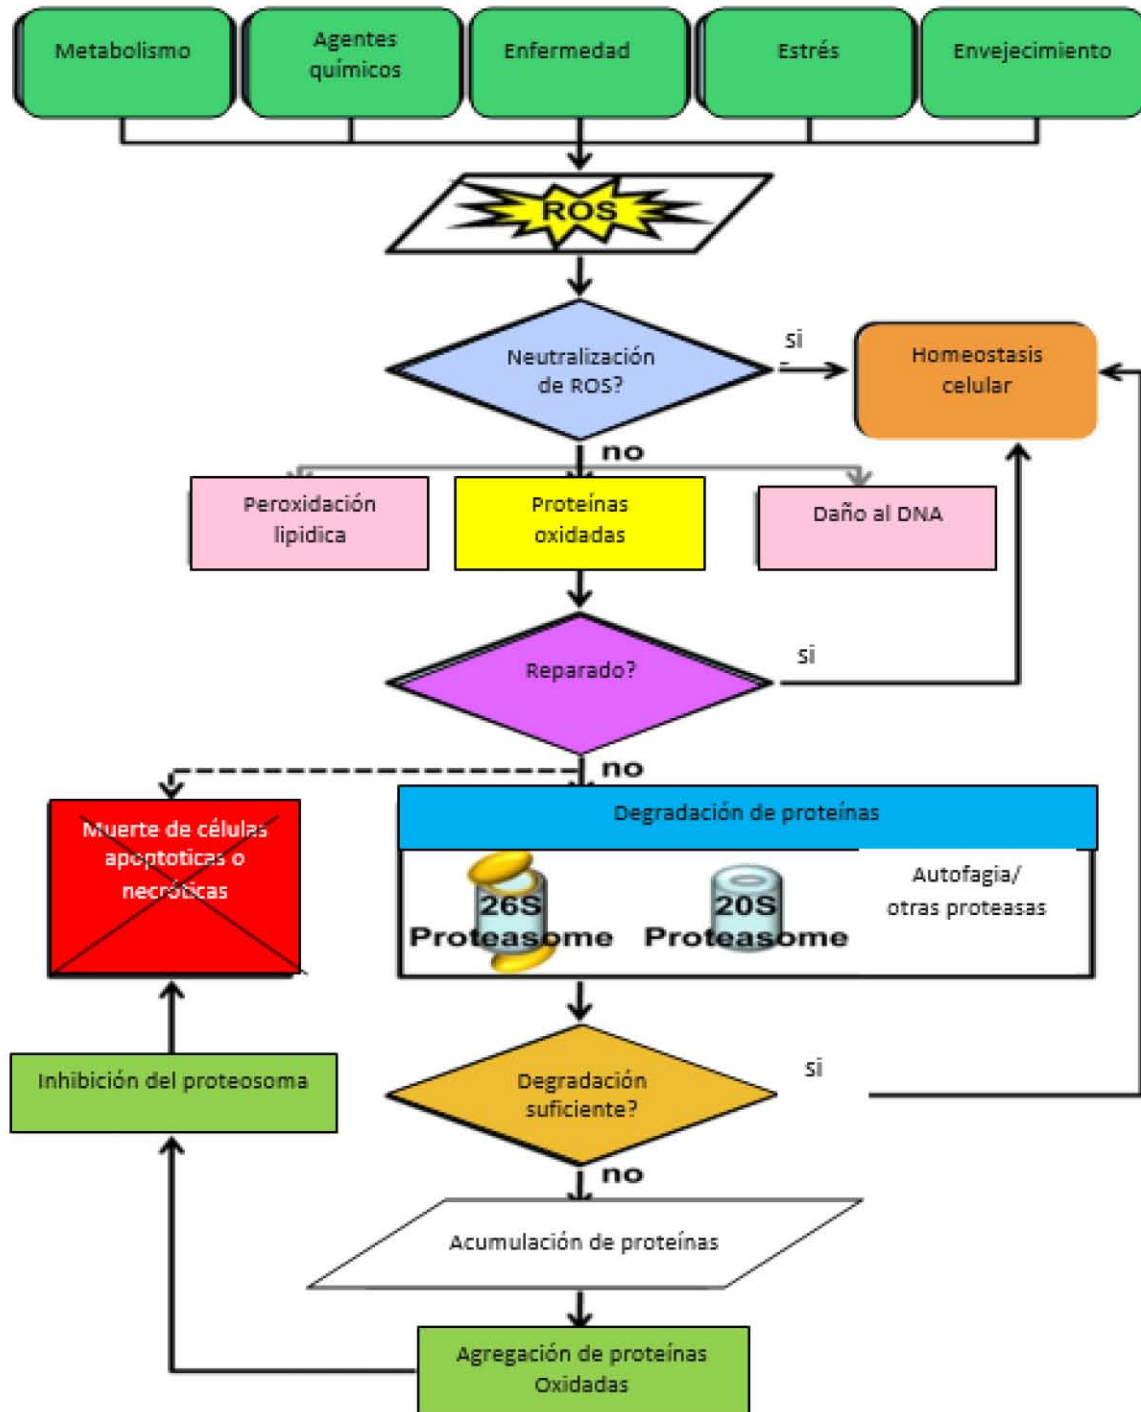 Metabolismo
Agentes
químicos
Enfermedad
Estrés
Envejecimiento
ROS
Neutralización
de ROS?
si
Homeostasis
celular
no
Peroxidación
lipidica
Proteínas
oxidadas
Daño al DNA
Reparado?
si
no
Muerte de células
apoptoticas o
necróticas
Degradación de proteínas
26S
Proteasome
20S
Proteasome
Autofagia/
otras proteasas
Inhibición del proteosoma
Degradación
suficiente?
si
no
Acumulación de proteínas
Agregación de proteínas
Oxidadas